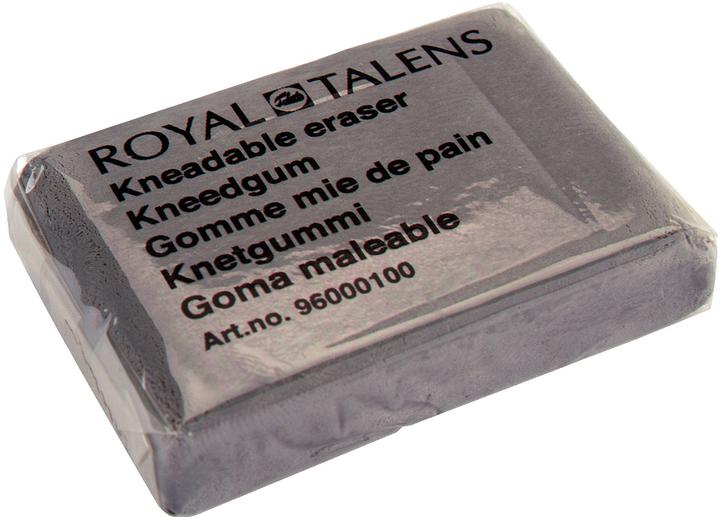 ROYAL TALENS
Kneadable eraser
Kneedgum
Gomme mie de pain
Knetgummi
Goma maleable
Art.no. 96000100